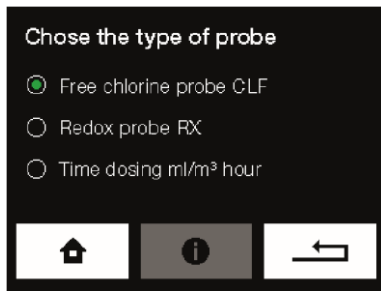 Chose the type of probe
Free chlorine probe CLF
Redox probe RX
Time dosing ml/m³ hour